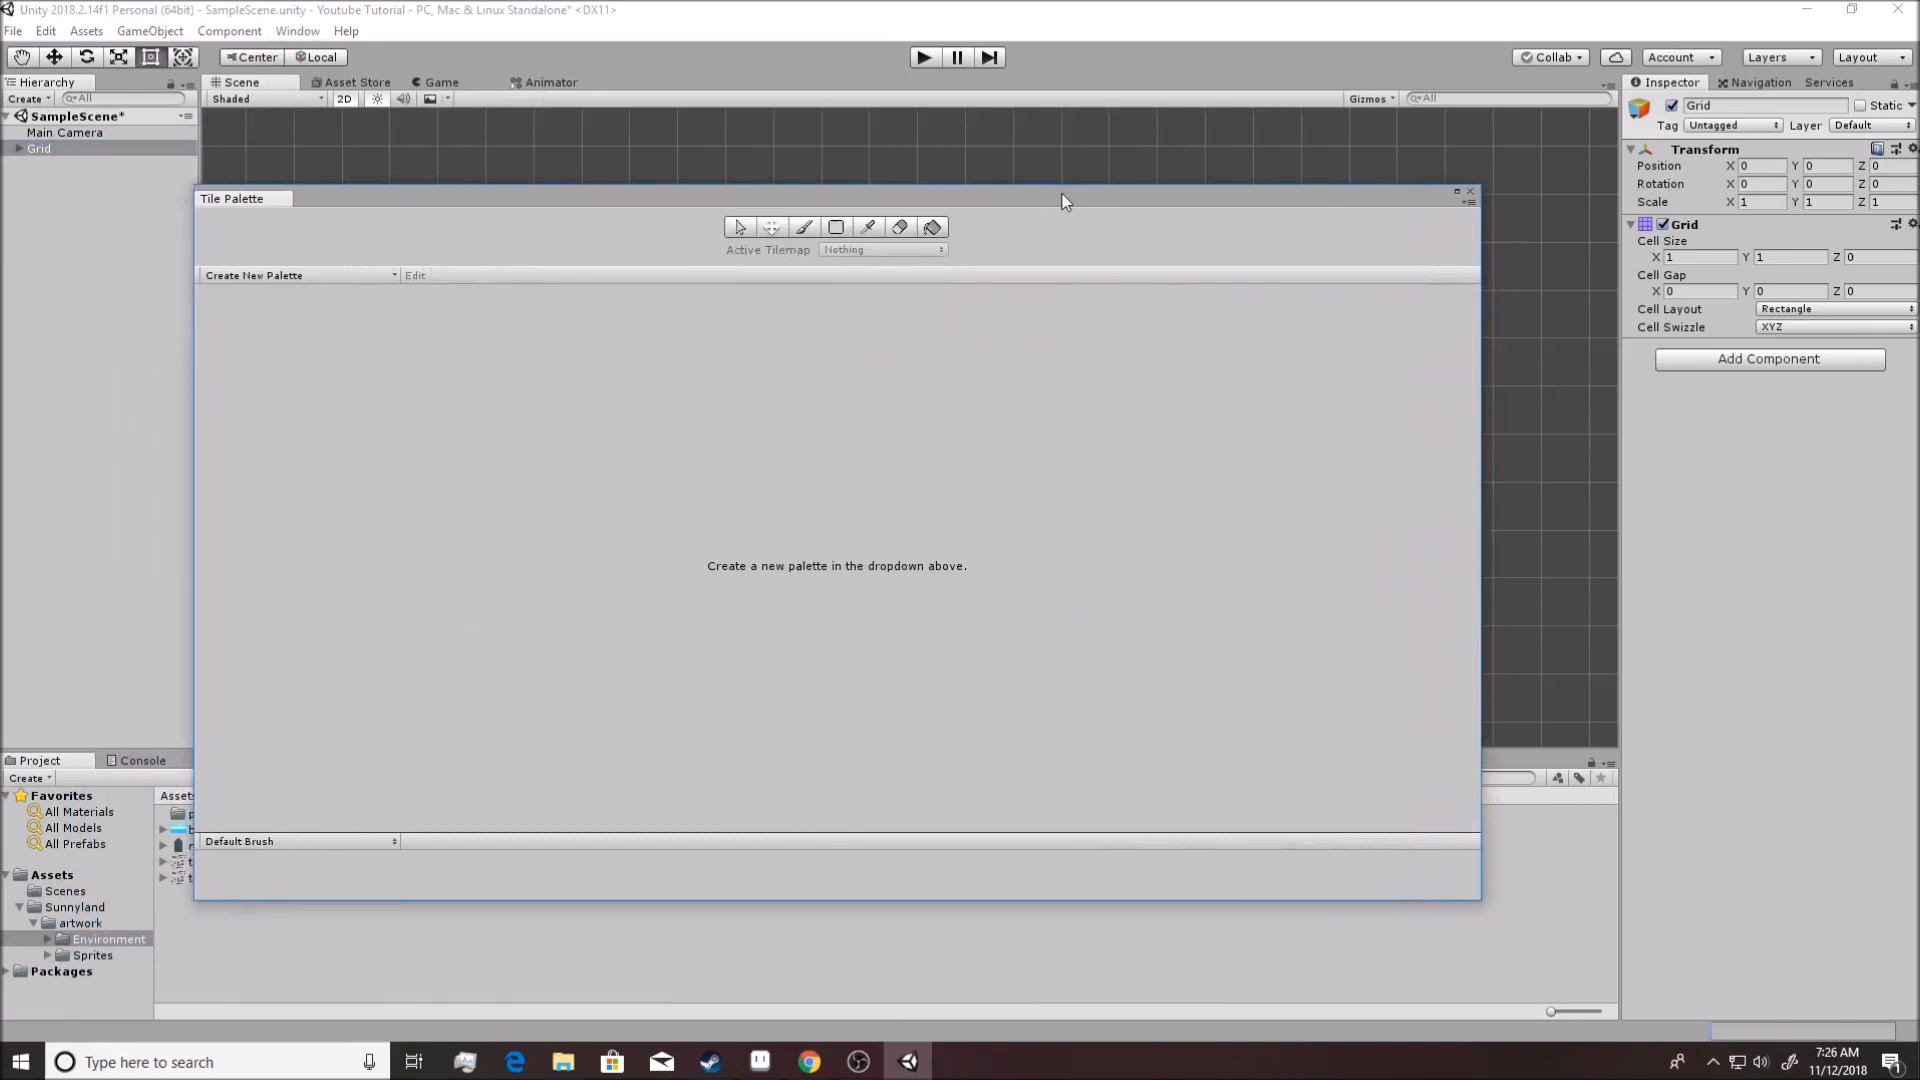 Unity 2018.2.14f1 Personal (64bit) - SampleScene.unity - Youtube Tutorial - PC, Mac & Linux Standalone* <DX11>
File Edit Assets GameObject Component Window Help
Center Local Collab Account Layers Layout
Hierarchy Scene Asset Store Game Animator Inspector Navigation Services
Create All Shaded 2D Gizmos All Grid Static
SampleScene*
Tag Untagged Layer Default
Main Camera
Grid
Transform
Position X 0 Y 0 Z 0
Rotation X 0 Y 0 Z 0
Scale X 1 Y 1 Z 1
Tile Palette
Grid
Cell Size
X 1 Y 1 Z 0
Active Tilemap Nothing
Cell Gap
X 0 Y 0 Z 0
Create New Palette Edit
Cell Layout Rectangle
Cell Swizzle XYZ
Add Component
Create a new palette in the dropdown above.
Project Console
Create
Favorites
All Materials
All Models
All Prefabs
Default Brush
Assets
Scenes
Sunnyland
artwork
Environment
Sprites
Packages
Type here to search
7:26 AM
11/12/2018
1